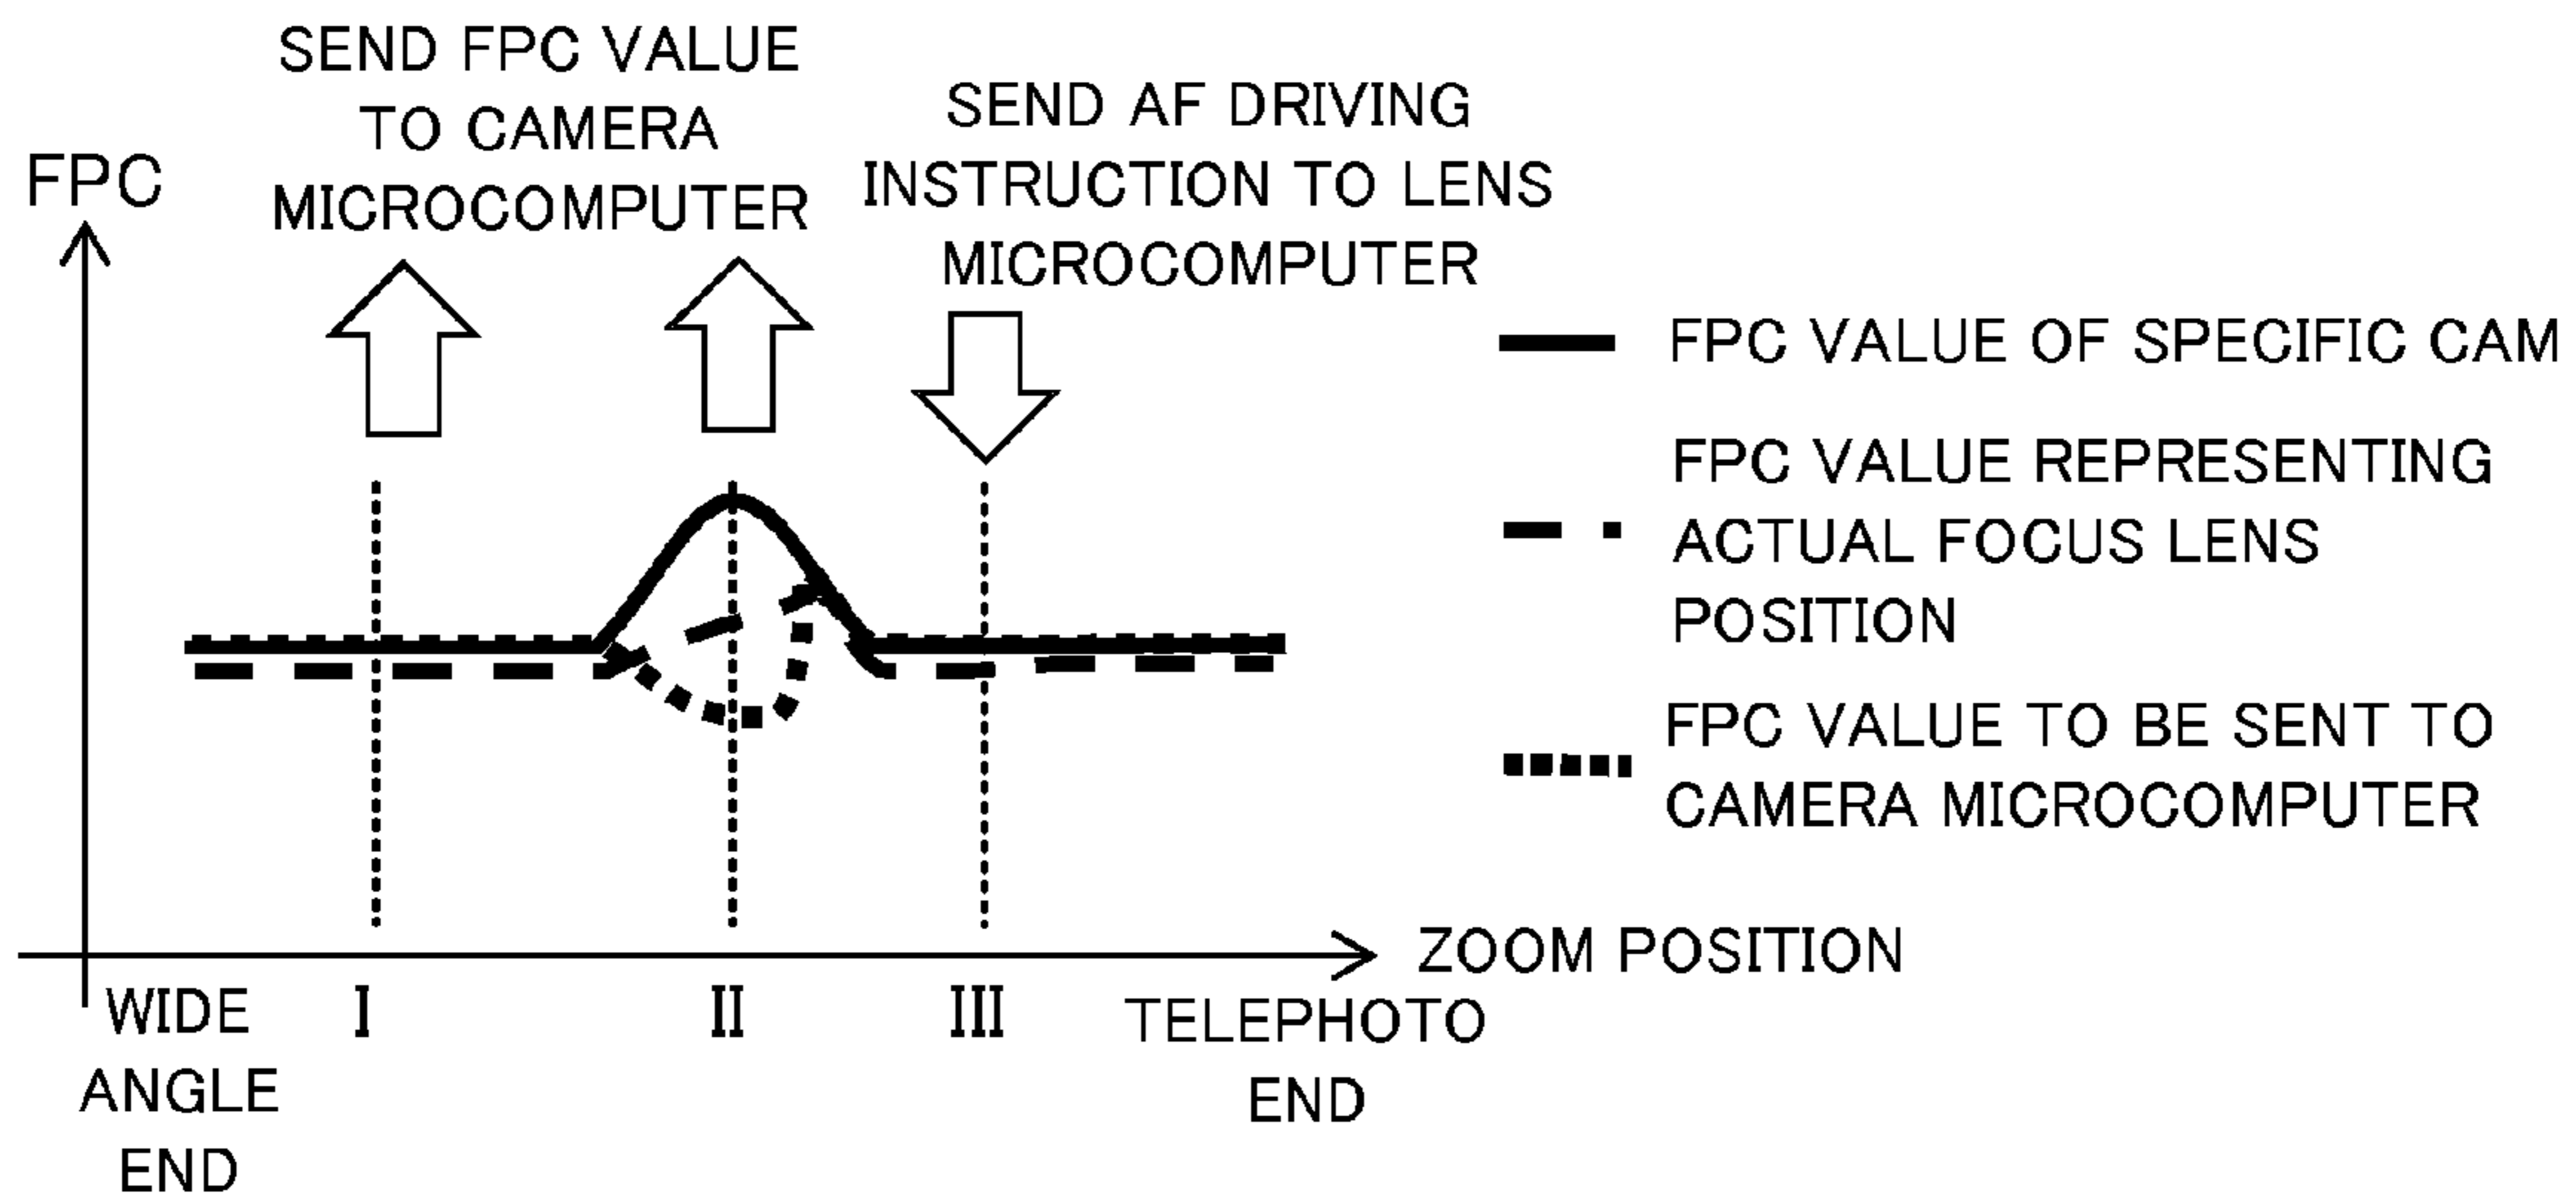 SEND FPC VALUE
TO CAMERA
MICROCOMPUTER
SEND AF DRIVING
INSTRUCTION TO LENS
MICROCOMPUTER
FPC
FPC VALUE OF SPECIFIC CAM
FPC VALUE REPRESENTING
ACTUAL FOCUS LENS
POSITION
FPC VALUE TO BE SENT TO
CAMERA MICROCOMPUTER
ZOOM POSITION
WIDE
ANGLE
END
I
II
III
TELEPHOTO
END